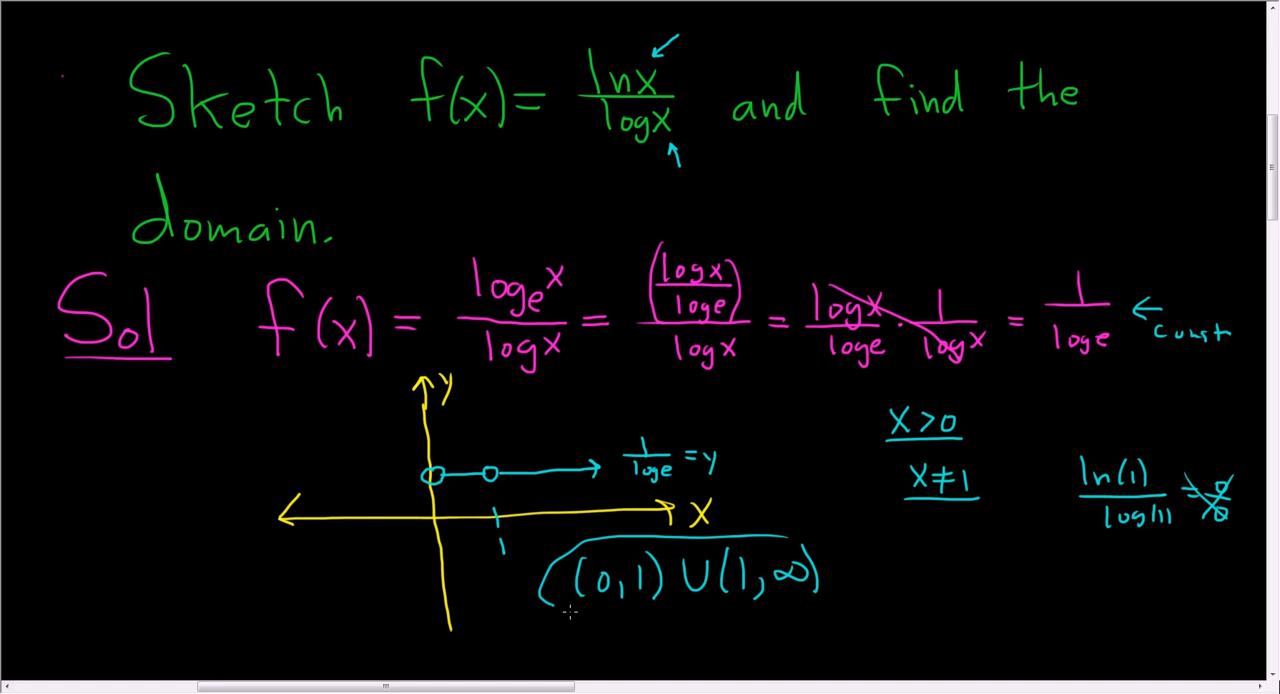 Sketch f(x) = lnx/logx and find the
domain.
Sol f(x) = log_e x / logx = (logx/loge)/logx = logx/loge · 1/logx = 1/loge ← const
y
1/loge = y
x > 0
x ≠ 1
ln(1)/log(1) = 0/0
x
1
(0,1) ∪ (1,∞)